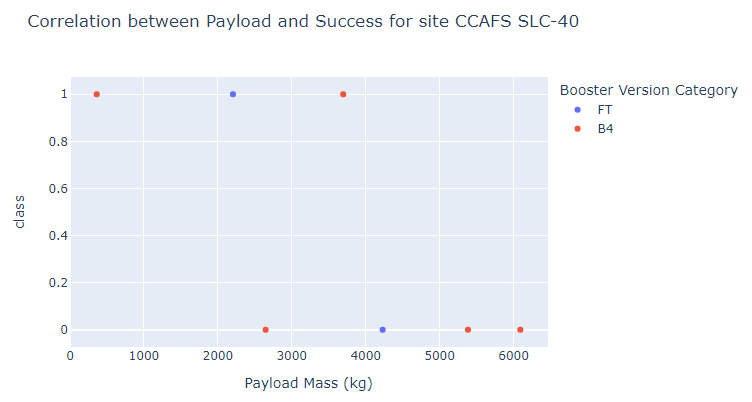 Correlation between Payload and Success for site CCAFS SLC-40
Booster Version Category
FT
B4
1
0.8
0.6
0.4
0.2
0
class
0 1000 2000 3000 4000 5000 6000
Payload Mass (kg)